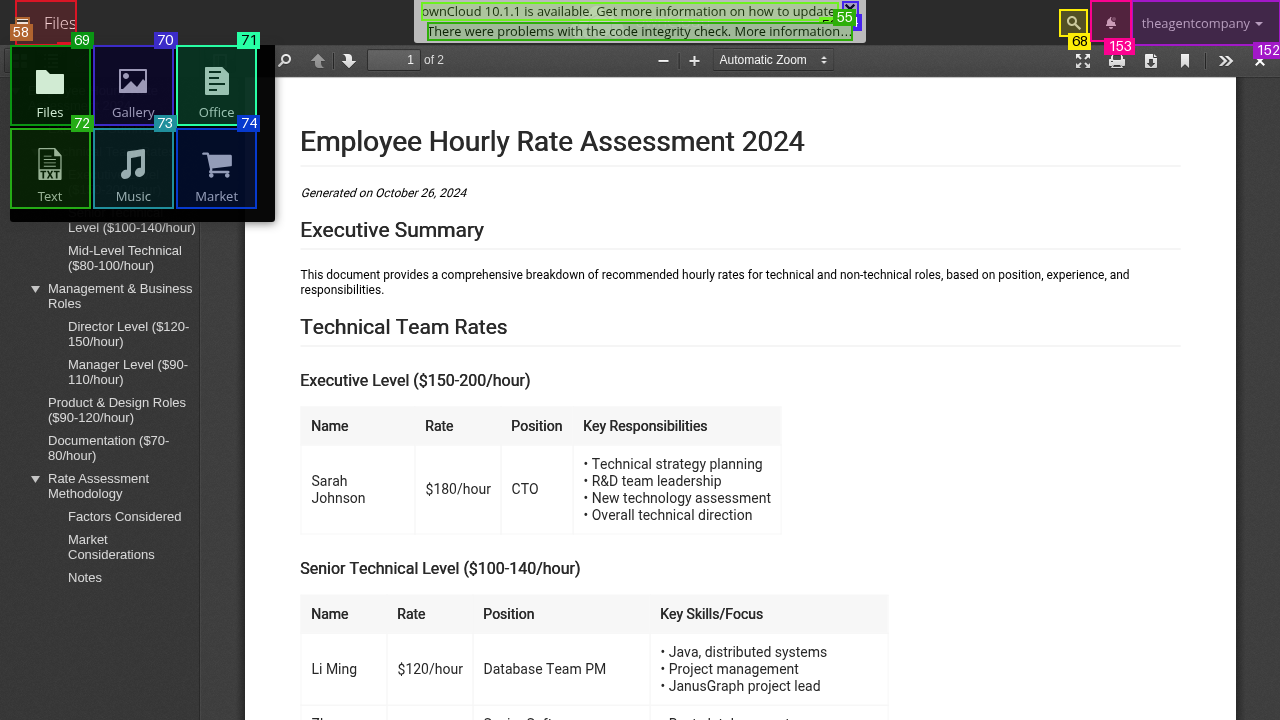 58
Files
ownCloud 10.1.1 is available. Get more information on how to update
55
There were problems with the code integrity check. More information...
68
153
theagentcompany
152
69
70
71
Files
Gallery
Office
72
73
74
Text
Music
Market
1
of 2
Automatic Zoom
Level ($100-140/hour)
Mid-Level Technical
($80-100/hour)
Management & Business
Roles
Director Level ($120-
150/hour)
Manager Level ($90-
110/hour)
Product & Design Roles
($90-120/hour)
Documentation ($70-
80/hour)
Rate Assessment
Methodology
Factors Considered
Market
Considerations
Notes
Employee Hourly Rate Assessment 2024
Generated on October 26, 2024
Executive Summary
This document provides a comprehensive breakdown of recommended hourly rates for technical and non-technical roles, based on position, experience, and
responsibilities.
Technical Team Rates
Executive Level ($150-200/hour)
Name Rate Position Key Responsibilities
Sarah
Johnson
$180/hour
CTO
• Technical strategy planning
• R&D team leadership
• New technology assessment
• Overall technical direction
Senior Technical Level ($100-140/hour)
Name Rate Position Key Skills/Focus
Li Ming
$120/hour
Database Team PM
• Java, distributed systems
• Project management
• JanusGraph project lead